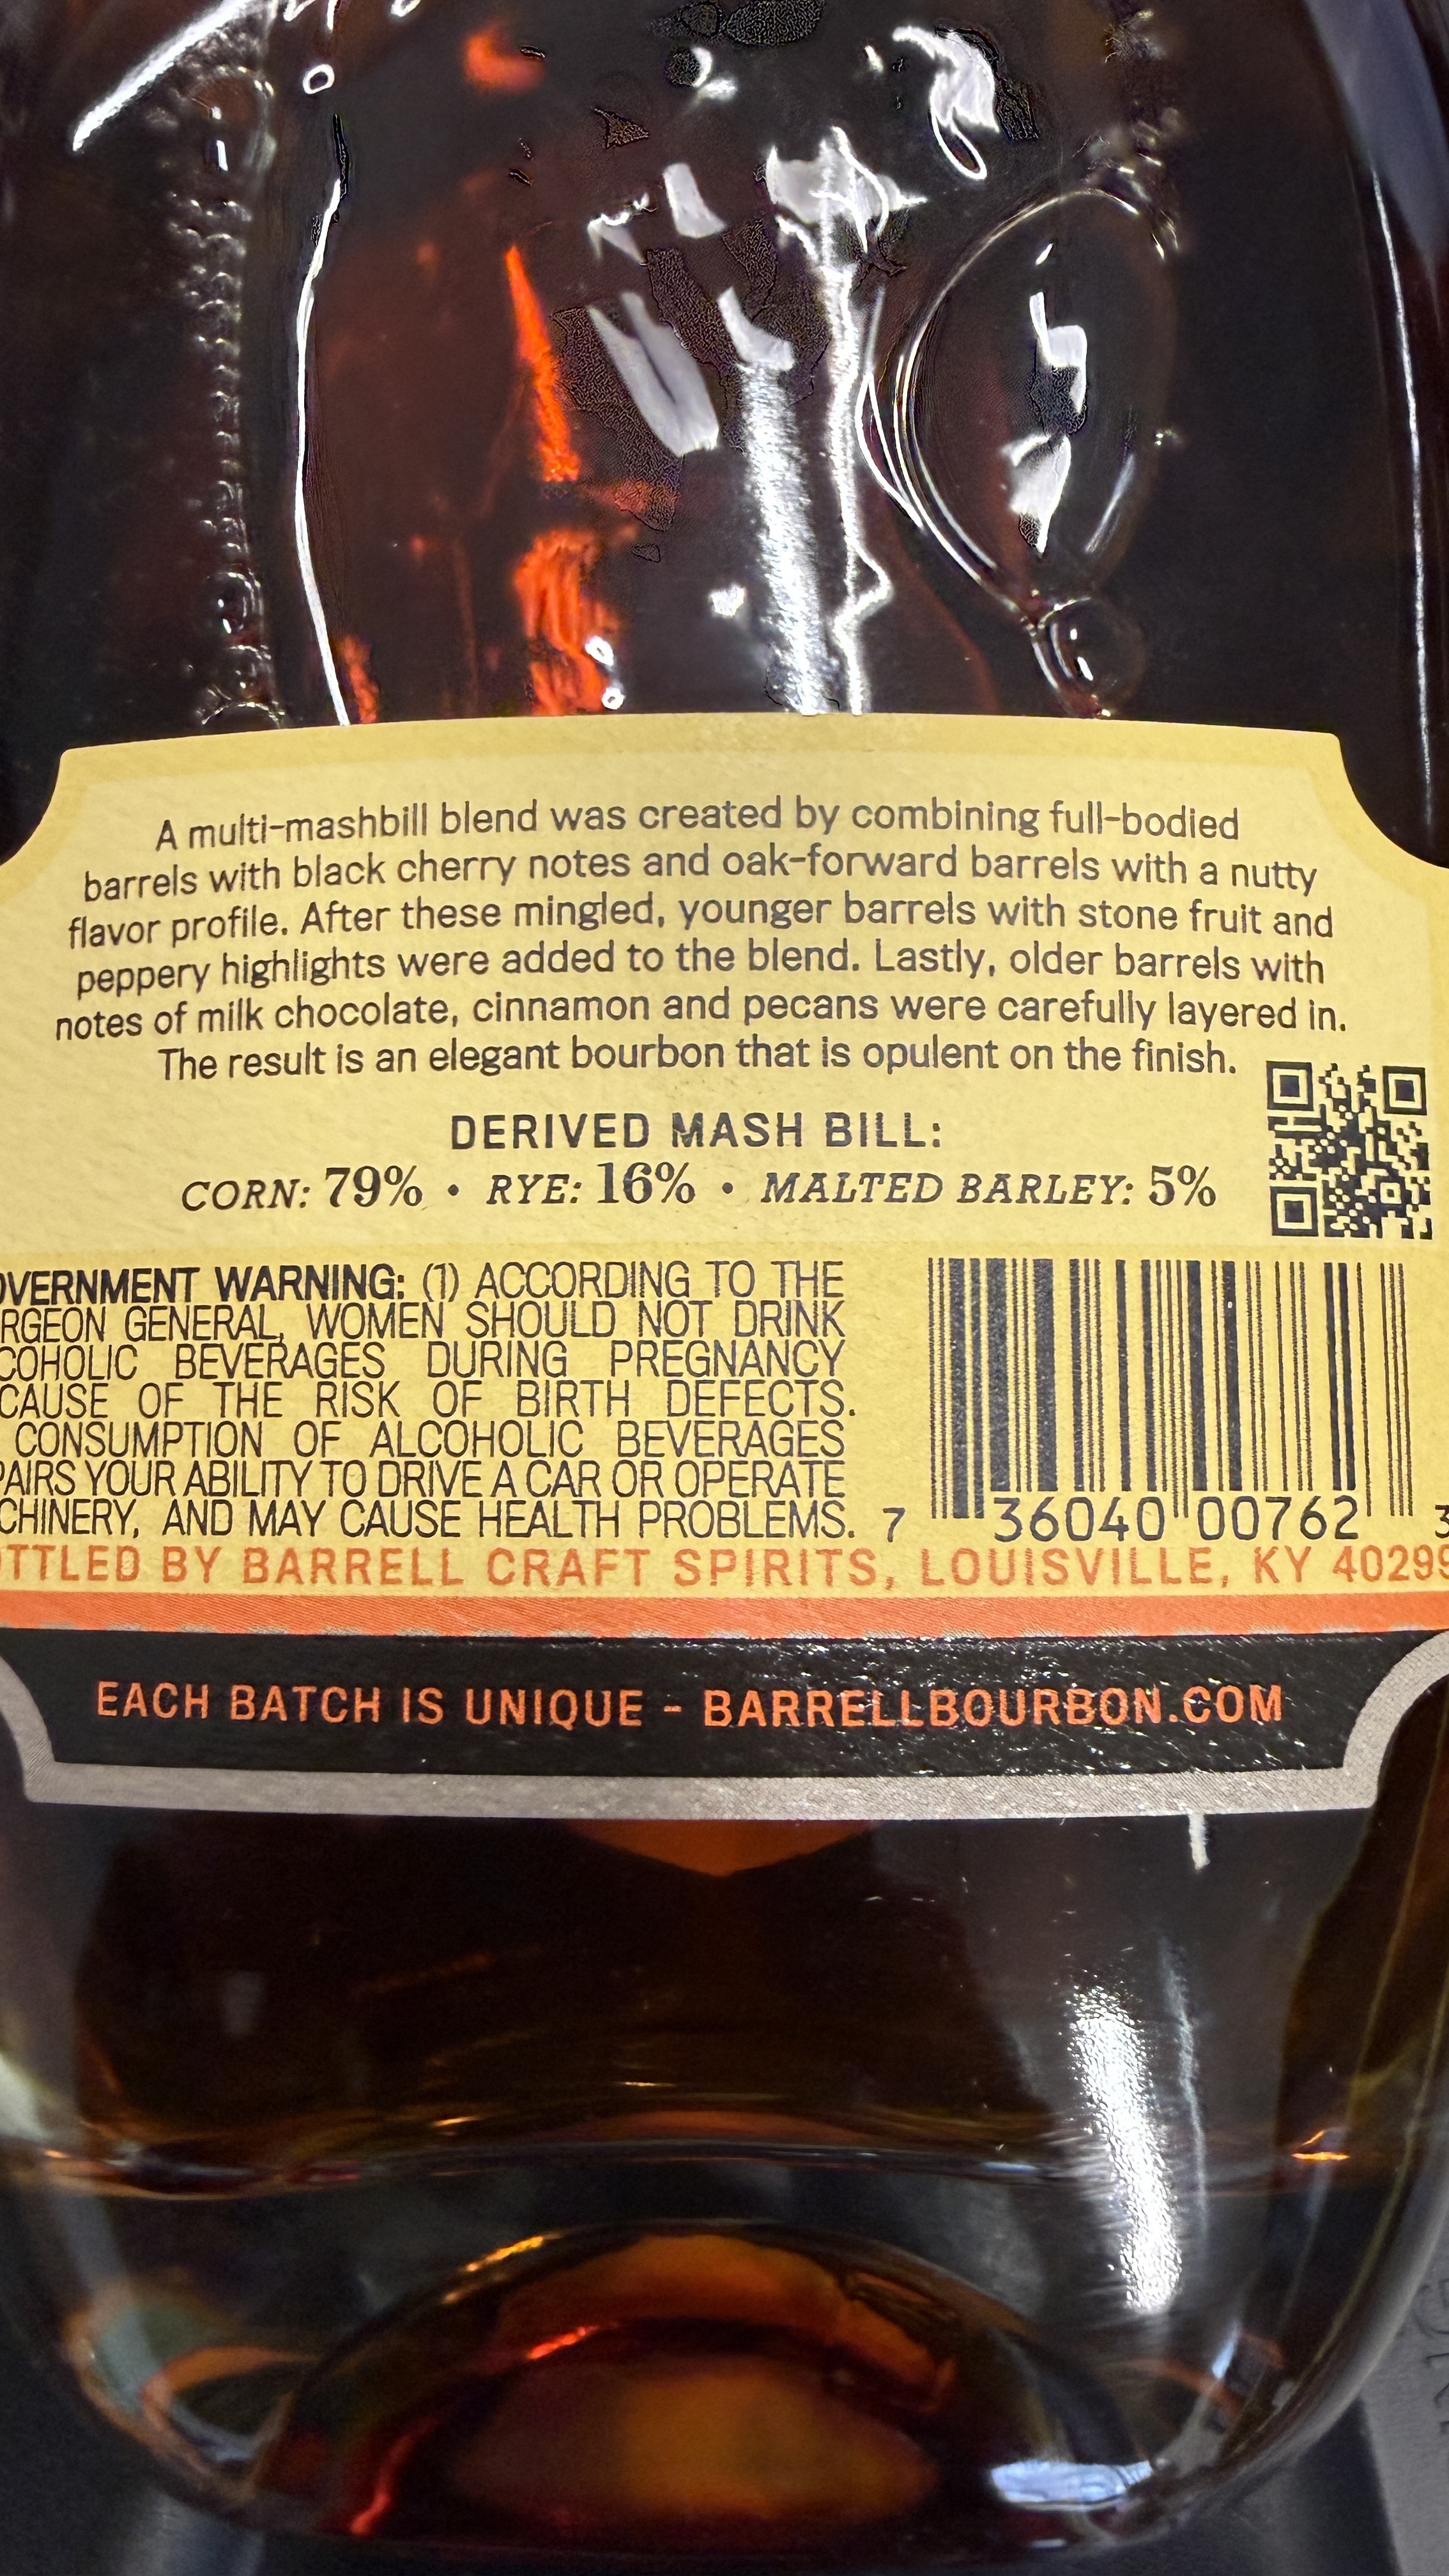 A multi-mashbill blend was created by combining full-bodied
barrels with black cherry notes and oak-forward barrels with a nutty
flavor profile. After these mingled, younger barrels with stone fruit and
peppery highlights were added to the blend. Lastly, older barrels with
notes of milk chocolate, cinnamon and pecans were carefully layered in.
The result is an elegant bourbon that is opulent on the finish.
DERIVED MASH BILL:
CORN: 79% • RYE: 16% • MALTED BARLEY: 5%
OVERNMENT WARNING: (1) ACCORDING TO THE
RGEON GENERAL, WOMEN SHOULD NOT DRINK
COHOLIC BEVERAGES DURING PREGNANCY
CAUSE OF THE RISK OF BIRTH DEFECTS.
CONSUMPTION OF ALCOHOLIC BEVERAGES
PAIRS YOUR ABILITY TO DRIVE A CAR OR OPERATE
CHINERY, AND MAY CAUSE HEALTH PROBLEMS.
7 36040 00762 3
OTTLED BY BARRELL CRAFT SPIRITS, LOUISVILLE, KY 40299
EACH BATCH IS UNIQUE - BARRELLBOURBON.COM